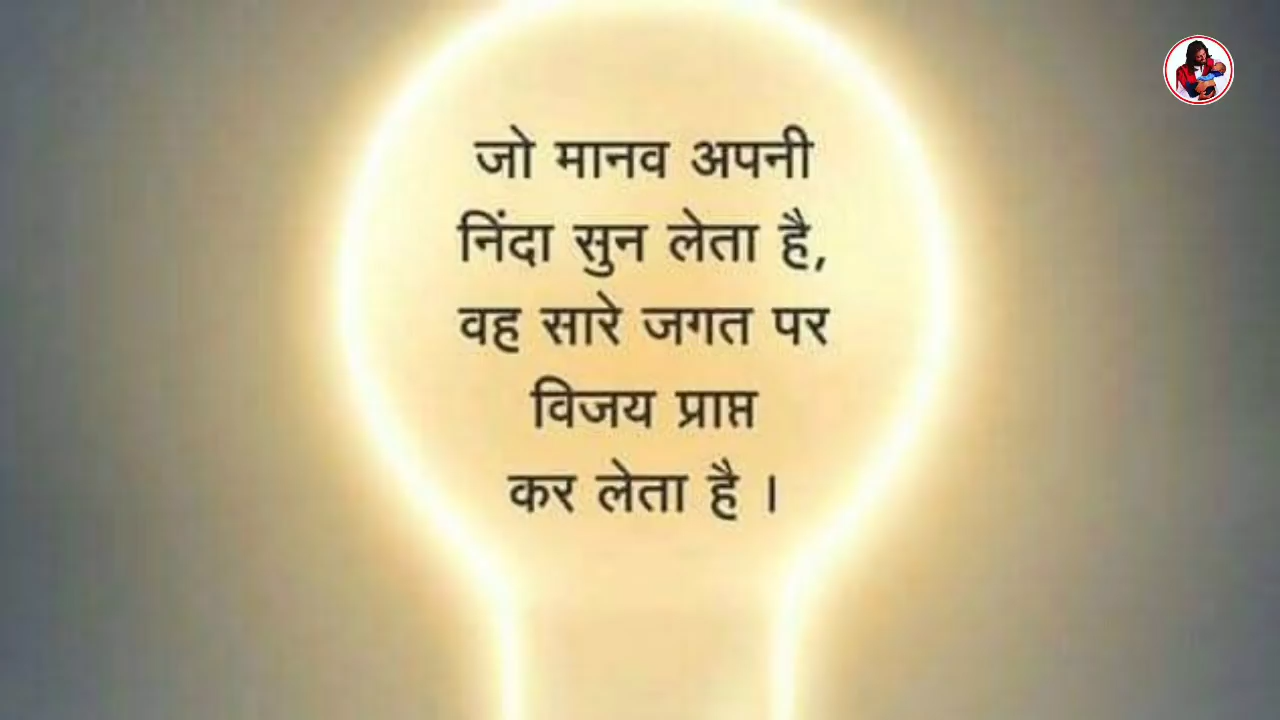 जो मानव अपनी
निंदा सुन लेता है,
वह सारे जगत पर
विजय प्राप्त
कर लेता है ।